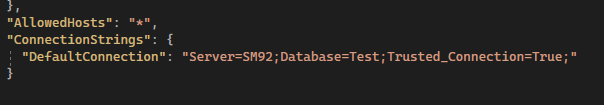 },
"AllowedHosts": "*",
"ConnectionStrings": {
"DefaultConnection": "Server=SM92;Database=Test;Trusted_Connection=True;"
}